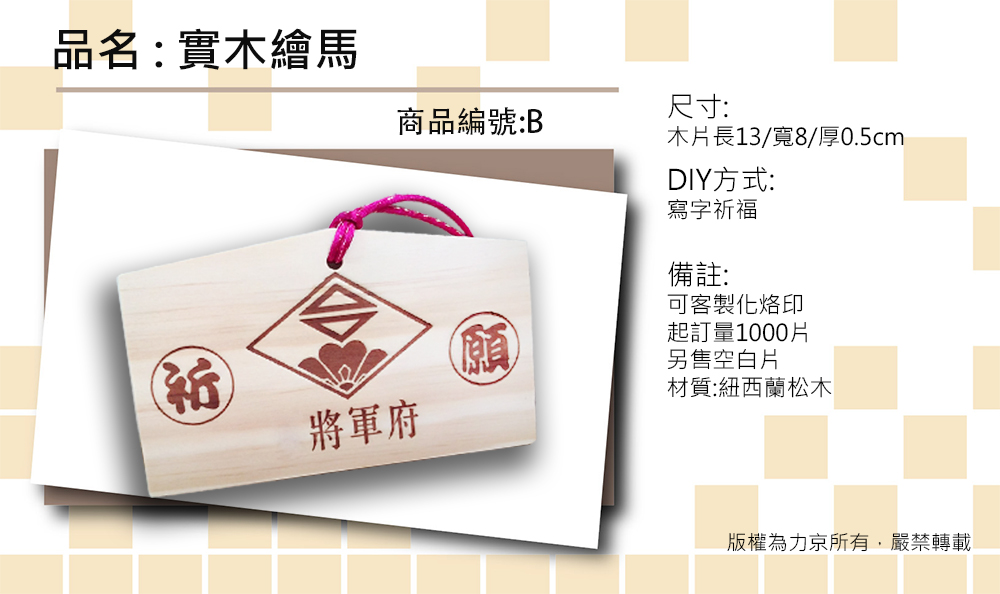 品名 : 實木繪馬
商品編號:B
祈
願
將軍府
尺寸:
木片長13/寬8/厚0.5cm
DIY方式:
寫字祈福
備註:
可客製化烙印
起訂量1000片
另售空白片
材質:紐西蘭松木
版權為力京所有，嚴禁轉載